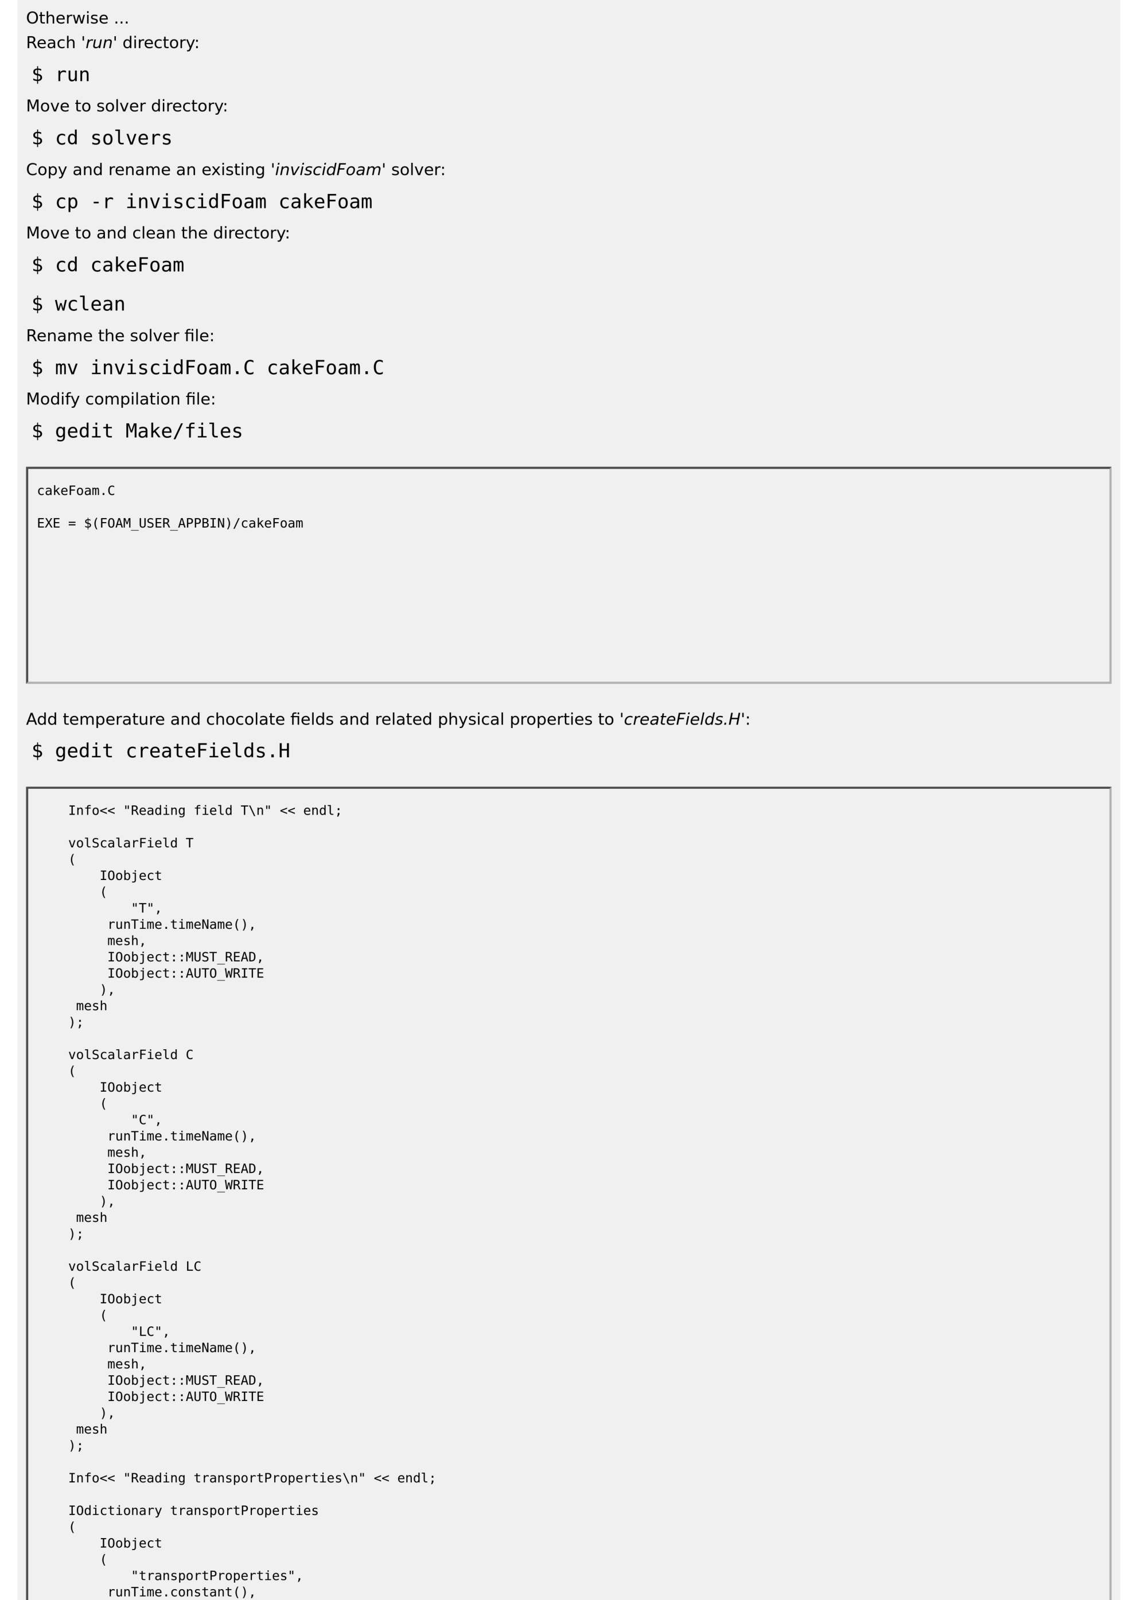 Otherwise ...
Reach 'run' directory:
$ run
Move to solver directory:
$ cd solvers
Copy and rename an existing 'inviscidFoam' solver:
$ cp -r inviscidFoam cakeFoam
Move to and clean the directory:
$ cd cakeFoam
$ wclean
Rename the solver file:
$ mv inviscidFoam.C cakeFoam.C
Modify compilation file:
$ gedit Make/files
cakeFoam.C
EXE = $(FOAM_USER_APPBIN)/cakeFoam
Add temperature and chocolate fields and related physical properties to 'createFields.H':
$ gedit createFields.H
Info<< "Reading field T\n" << endl;
volScalarField T
(
IOobject
(
"T",
runTime.timeName(),
mesh,
IOobject::MUST_READ,
IOobject::AUTO_WRITE
),
mesh
);
volScalarField C
(
IOobject
(
"C",
runTime.timeName(),
mesh,
IOobject::MUST_READ,
IOobject::AUTO_WRITE
),
mesh
);
volScalarField LC
(
IOobject
(
"LC",
runTime.timeName(),
mesh,
IOobject::MUST_READ,
IOobject::AUTO_WRITE
),
mesh
);
Info<< "Reading transportProperties\n" << endl;
IOdictionary transportProperties
(
IOobject
(
"transportProperties",
runTime.constant(),